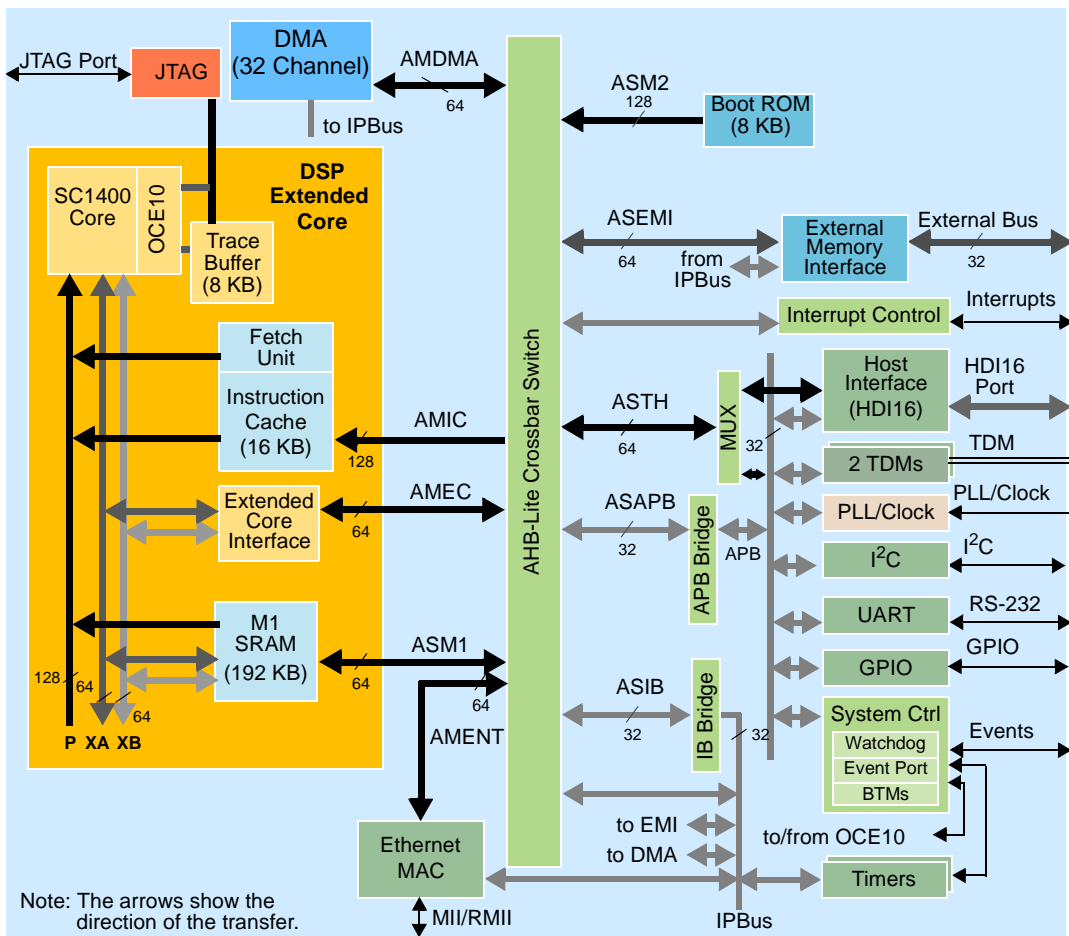 JTAG Port
JTAG
DMA
(32 Channel)
AMDMA
64
to IPBus
ASM2
128
Boot ROM
(8 KB)
DSP
Extended
Core
SC1400
Core
OCE10
Trace
Buffer
(8 KB)
ASEMI
64
from
IPBus
External
Memory
Interface
External Bus
32
Interrupt Control
Interrupts
Fetch
Unit
Instruction
Cache
(16 KB)
AMIC
128
AHB-Lite Crossbar Switch
ASTH
64
MUX
32
Host
Interface
(HDI16)
HDI16
Port
2 TDMs
TDM
Extended
Core
Interface
AMEC
64
ASAPB
32
APB Bridge
APB
PLL/Clock
PLL/Clock
I2C
I2C
UART
RS-232
GPIO
GPIO
M1
SRAM
(192 KB)
ASM1
64
128
64
64
P
XA
XB
64
AMENT
ASIB
32
IB Bridge
32
System Ctrl
Watchdog
Event Port
BTMs
Events
to EMI
to DMA
to/from OCE10
Ethernet
MAC
Timers
MII/RMII
IPBus
Note: The arrows show the
direction of the transfer.